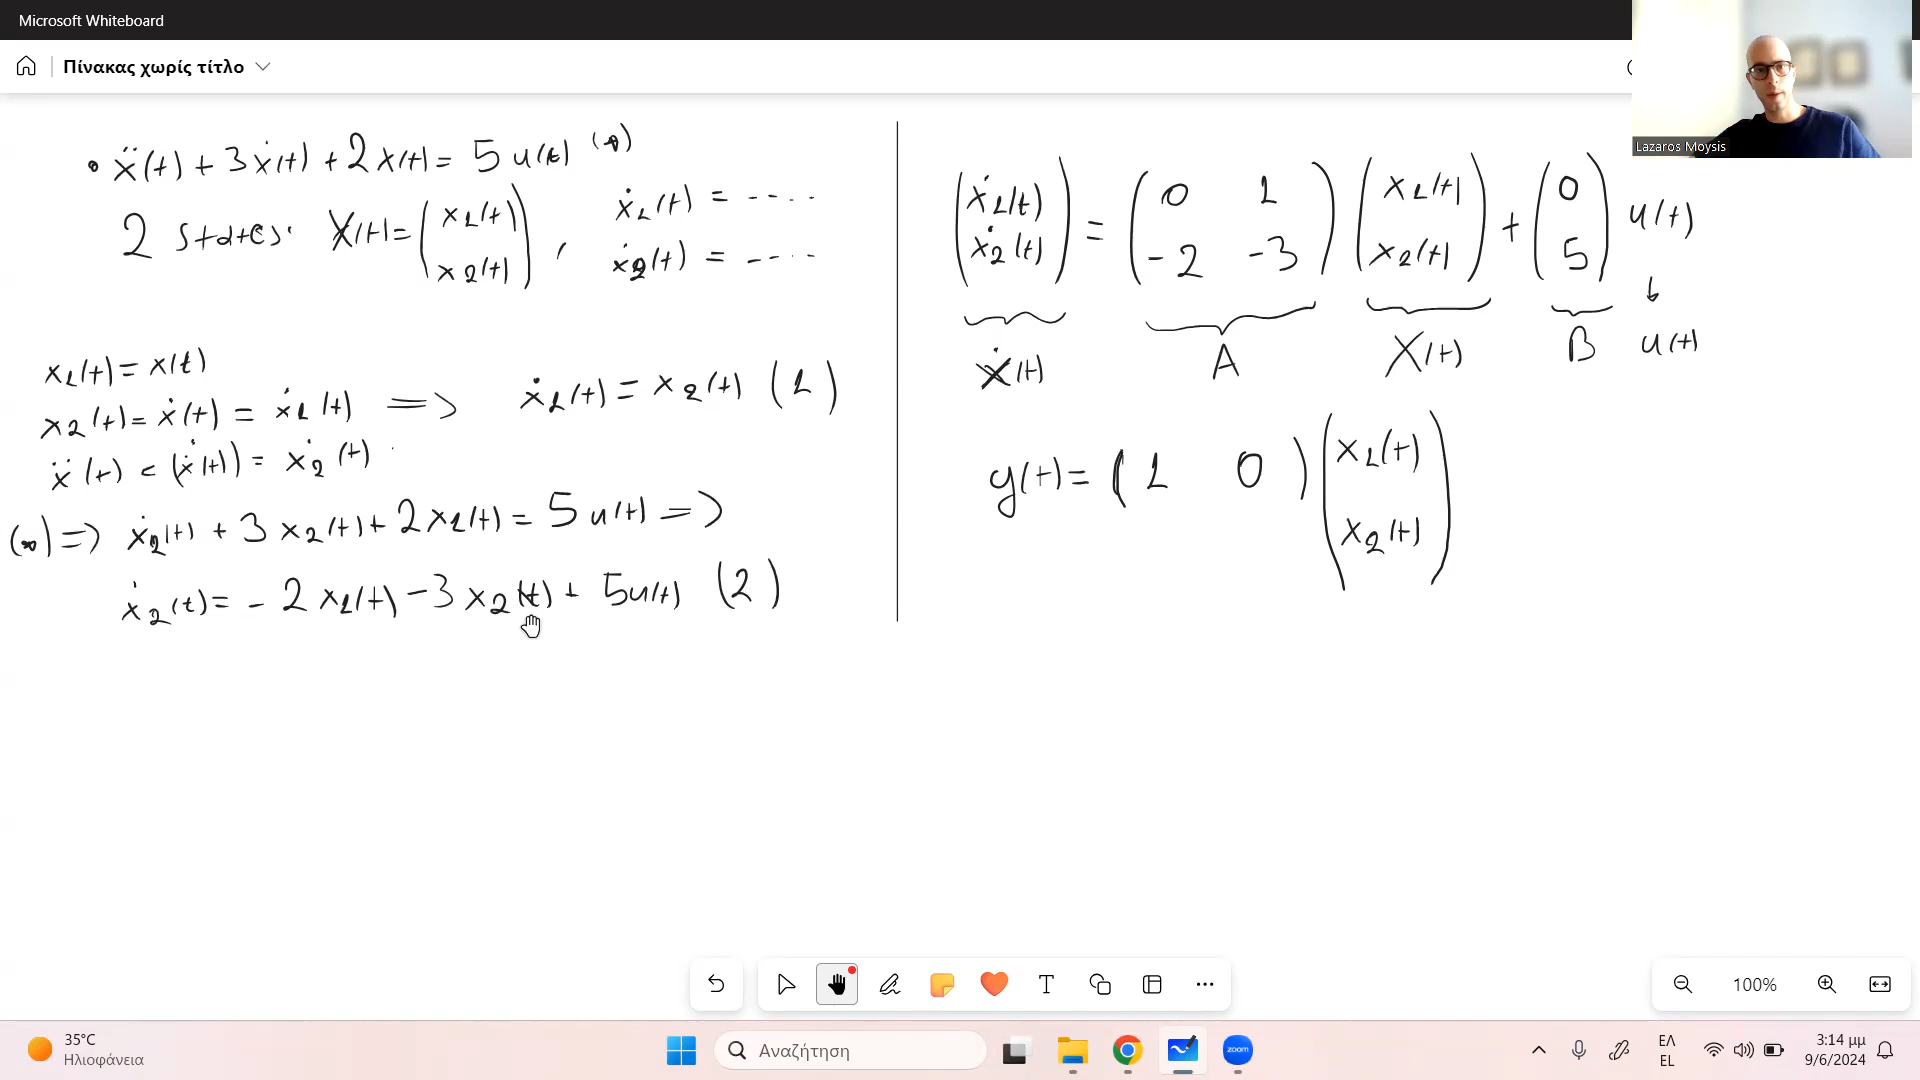 Microsoft Whiteboard
Πίνακας χωρίς τίτλο
Lazaros Moysis
• ẍ(t) + 3ẋ(t) + 2x(t) = 5u(t) (*)
2 states: X(t) = (x1(t) x2(t)) , ẋ1(t) = -----
ẋ2(t) = -----
x1(t) = x(t)
x2(t) = ẋ(t) = ẋ1(t) => ẋ1(t) = x2(t) (1)
ẍ(t) = (ẋ(t))˙ = ẋ2(t)
(*) => ẋ2(t) + 3x2(t) + 2x1(t) = 5u(t) =>
ẋ2(t) = -2x1(t) - 3x2(t) + 5u(t) (2)
(ẋ1(t) ẋ2(t)) = (0 1 -2 -3) (x1(t) x2(t)) + (0 5) u(t)
Ẋ(t) A X(t) B u(t)
y(t) = (1 0) (x1(t) x2(t))
100%
35°C
Ηλιοφάνεια
Αναζήτηση
zoom
ΕΛ
EL
3:14 μμ
9/6/2024